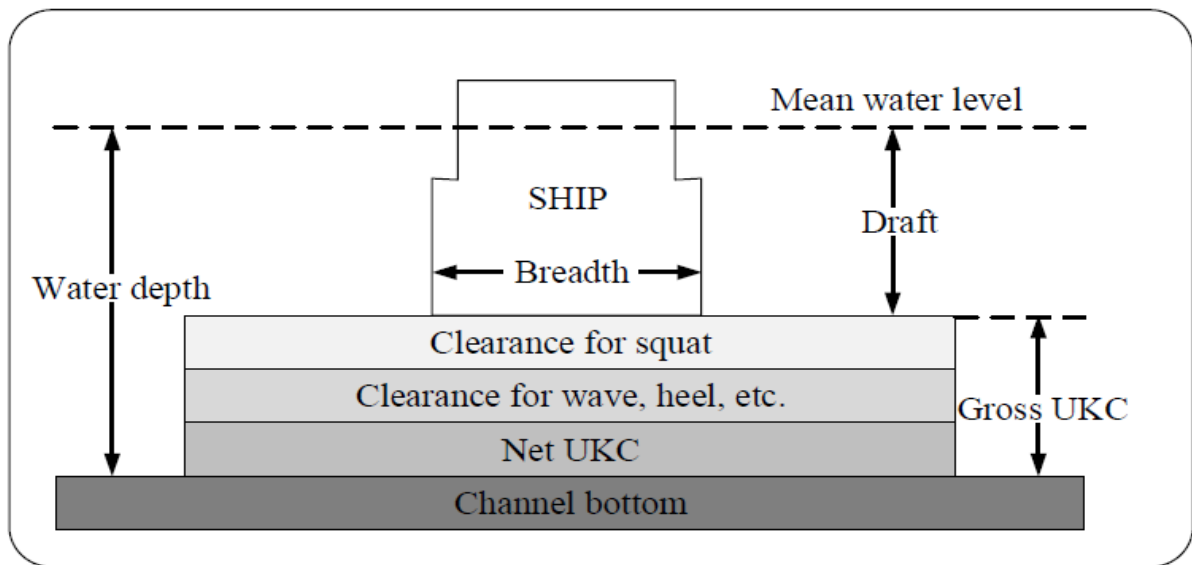 Mean water level
SHIP
Draft
Breadth
Water depth
Clearance for squat
Clearance for wave, heel, etc.
Gross UKC
Net UKC
Channel bottom